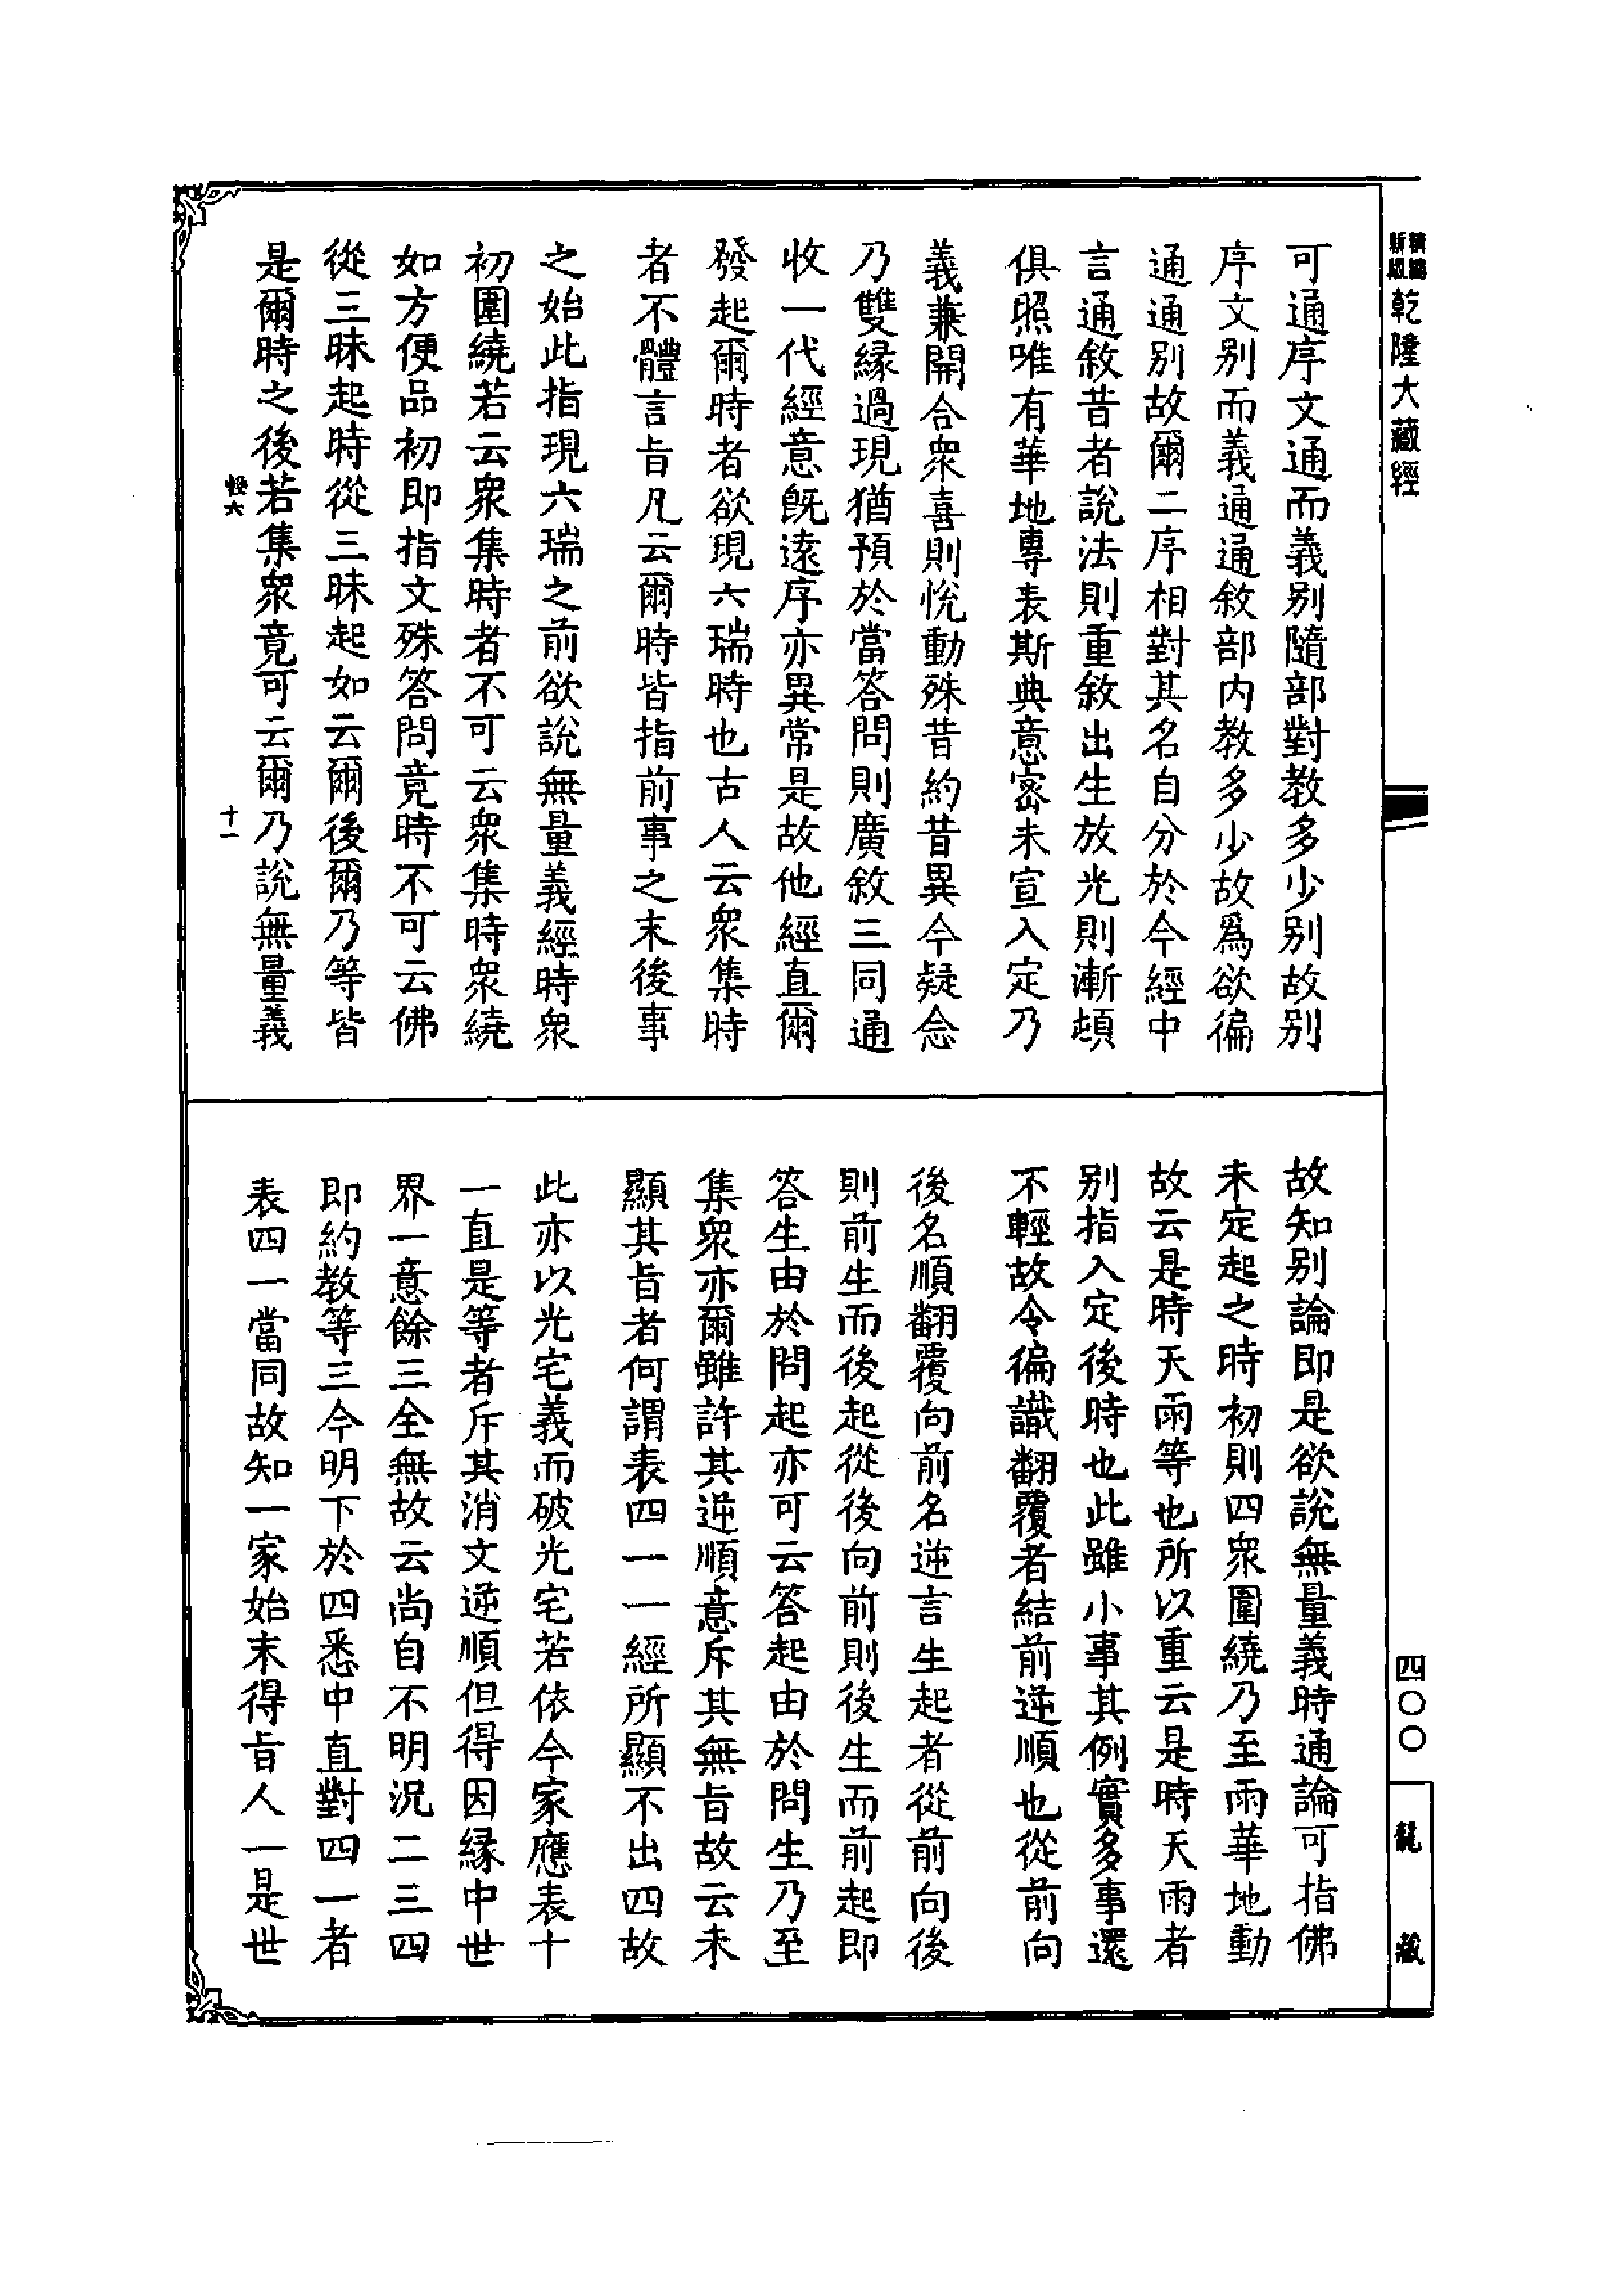 乾隆大藏經
可通序文通而義别隨部對教多少别故别
序文别而義通通敘部内教多少故爲欲徧
通通别故爾二序相對其名自分於今經中
言通敘昔者説法則重敘出生放光則漸頓
俱照唯有華地專表斯典意密未宣入定乃
義兼開合衆喜則悦動殊昔約昔異今疑念
乃雙緣過現猶預於當答問則廣敘三同通
收一代經意既遠序亦異常是故他經直爾
發起爾時者欲現六瑞時也古人云衆集時
者不體言旨凡云爾時皆指前事之末後事
之始此指現六瑞之前欲説無量義經時衆
初圍繞若云衆集時者不可云衆集時衆繞
如方便品初即指文殊答問竟時不可云佛
從三昧起時從三昧起如云爾後爾乃等皆
是爾時之後若集衆竟可云爾乃説無量義
六
十一
故知别論即是欲説無量義時通論可指佛
未定起之時初則四衆圍繞乃至雨華地動
故云是時天雨等也所以重云是時天雨者
别指入定後時也此雖小事其例實多事還
不輕故令徧識翻覆者結前逆順也從前向
後名順翻覆向前名逆言生起者從前向後
則前生而後起從後向前則後生而前起即
答生由於問起亦可云答起由於問生乃至
集衆亦爾雖許其逆順意斥其無旨故云未
顯其旨者何謂表四一一經所顯不出四故
此亦以光宅義而破光宅若依今家應表十
一直是等者斥其消文逆順但得因緣中世
界一意餘三全無故云尚自不明況二三四
即約教等三今明下於四悉中直對四一者
表四一當同故知一家始末得旨人一是世
四〇〇
龍藏